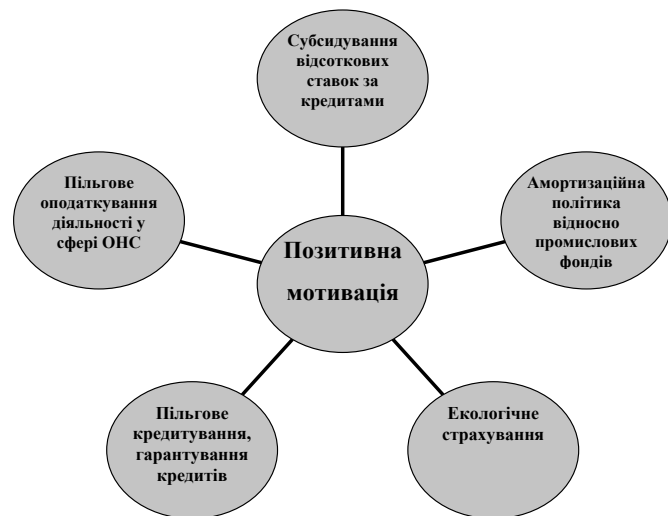 Субсидування
відсоткових
ставок за
кредитами
Пільгове
оподаткування
діяльності у
сфері ОНС
Амортизаційна
політика
відносно
промислових
фондів
Позитивна
мотивація
Пільгове
кредитування,
гарантування
кредитів
Екологічне
страхування